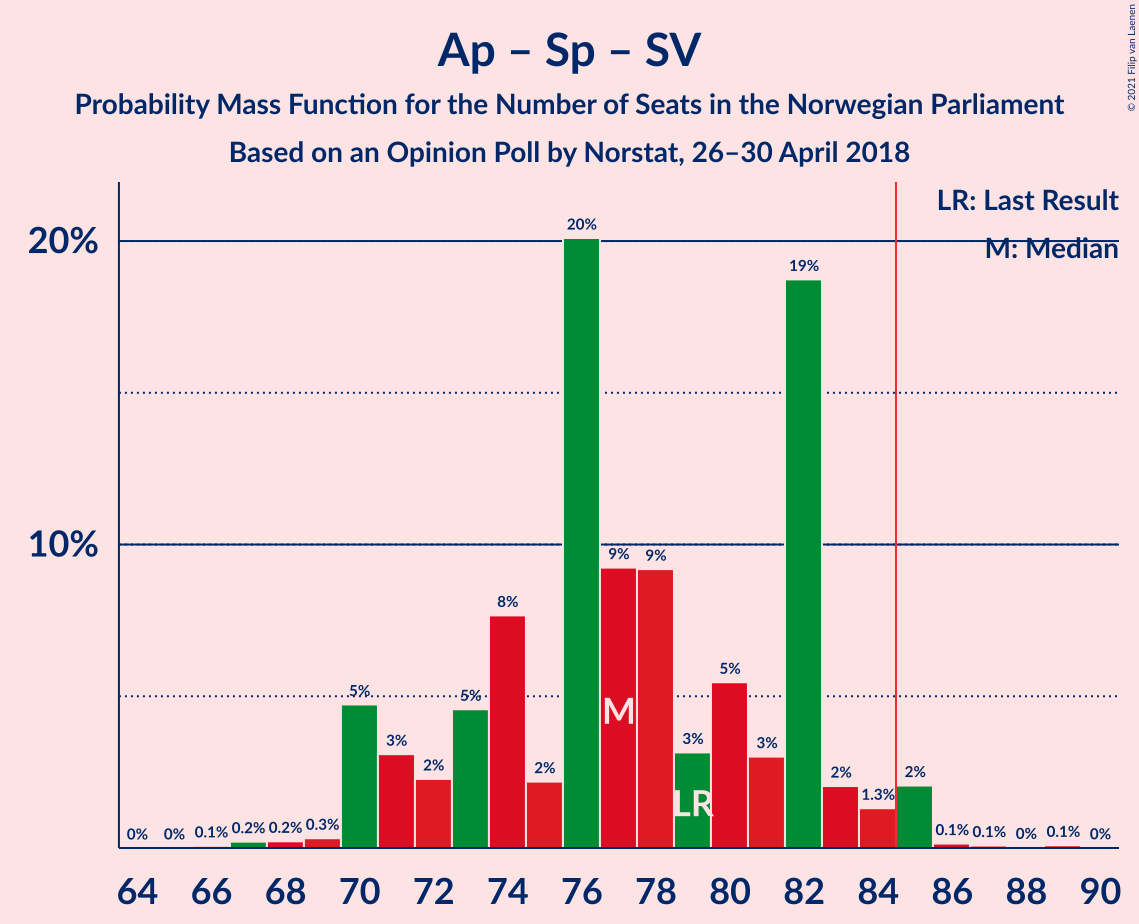 Ap – Sp – SV
Probability Mass Function for the Number of Seats in the Norwegian Parliament
Based on an Opinion Poll by Norstat, 26–30 April 2018
© 2021 Filip van Laenen
LR: Last Result
M: Median
20%
10%
0% 0% 0.1% 0.2% 0.2% 0.3% 5% 3% 2% 5% 8% 2% 20% 9% 9% 3% 5% 3% 19% 2% 1.3% 2% 0.1% 0.1% 0% 0.1% 0%
M
LR
64 66 68 70 72 74 76 78 80 82 84 86 88 90